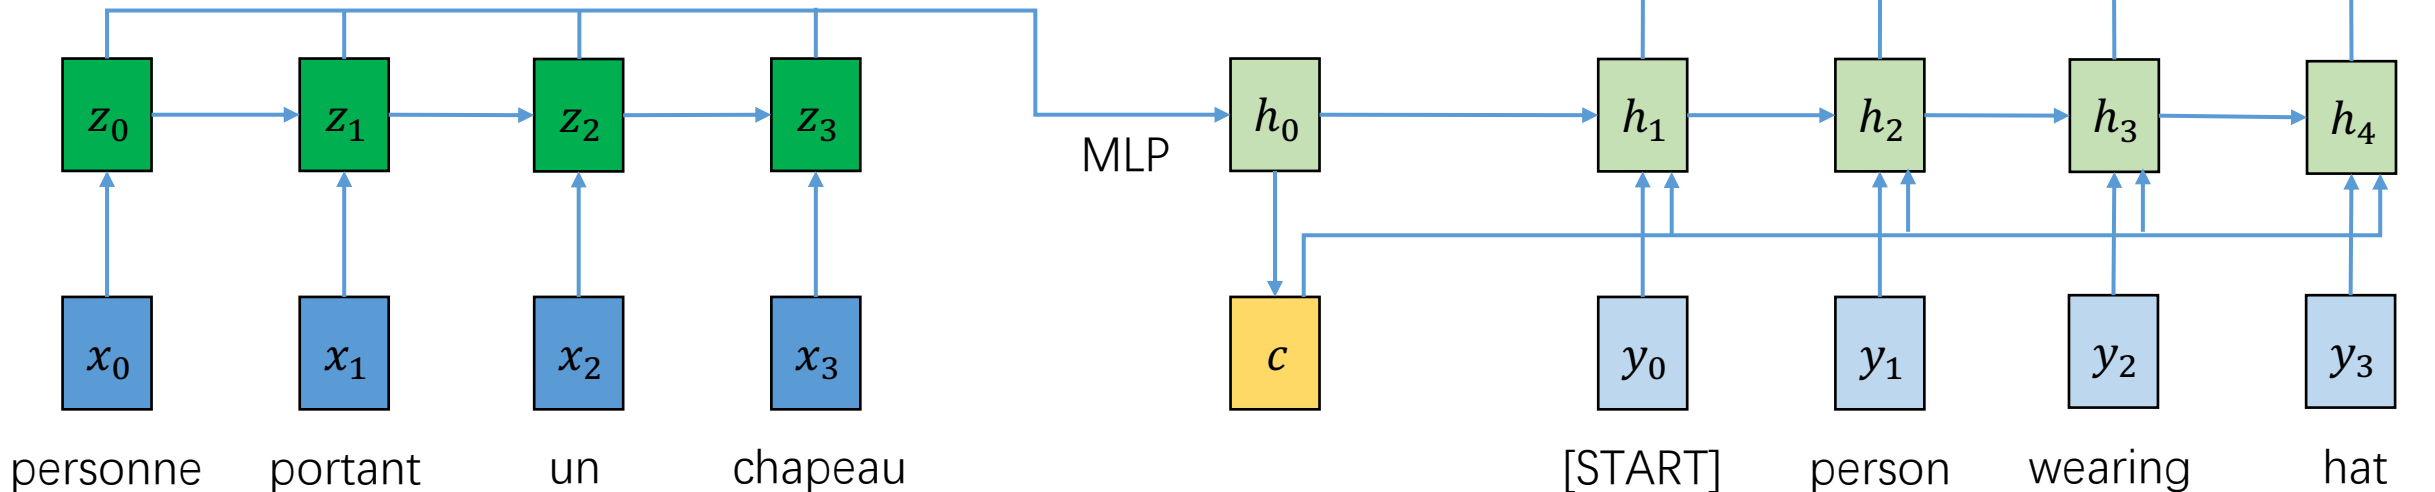 z₀ z₁ z₂ z₃ h₀ h₁ h₂ h₃ h₄
MLP
x₀ x₁ x₂ x₃ c y₀ y₁ y₂ y₃
personne portant un chapeau [START] person wearing hat